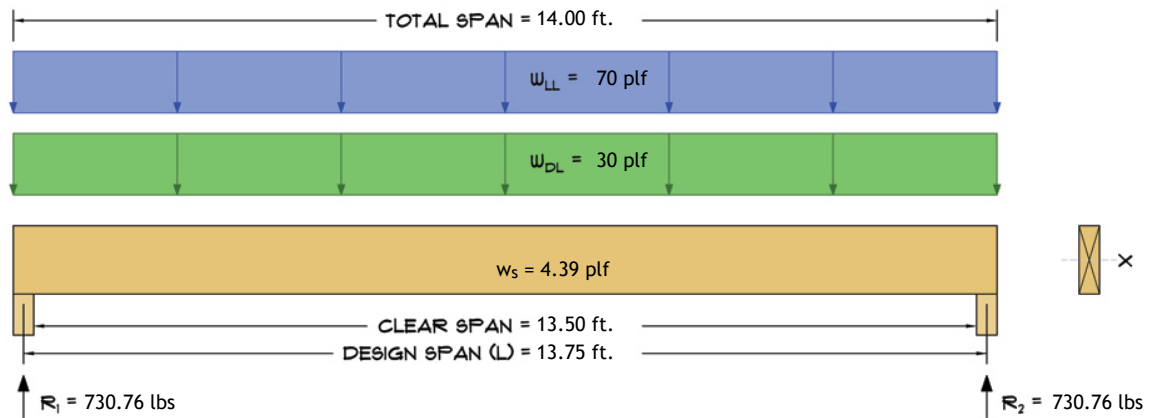 TOTAL SPAN = 14.00 ft.
WLL = 70 plf
WDL = 30 plf
ws = 4.39 plf
X
CLEAR SPAN = 13.50 ft.
DESIGN SPAN (L) = 13.75 ft.
R1 = 730.76 lbs
R2 = 730.76 lbs